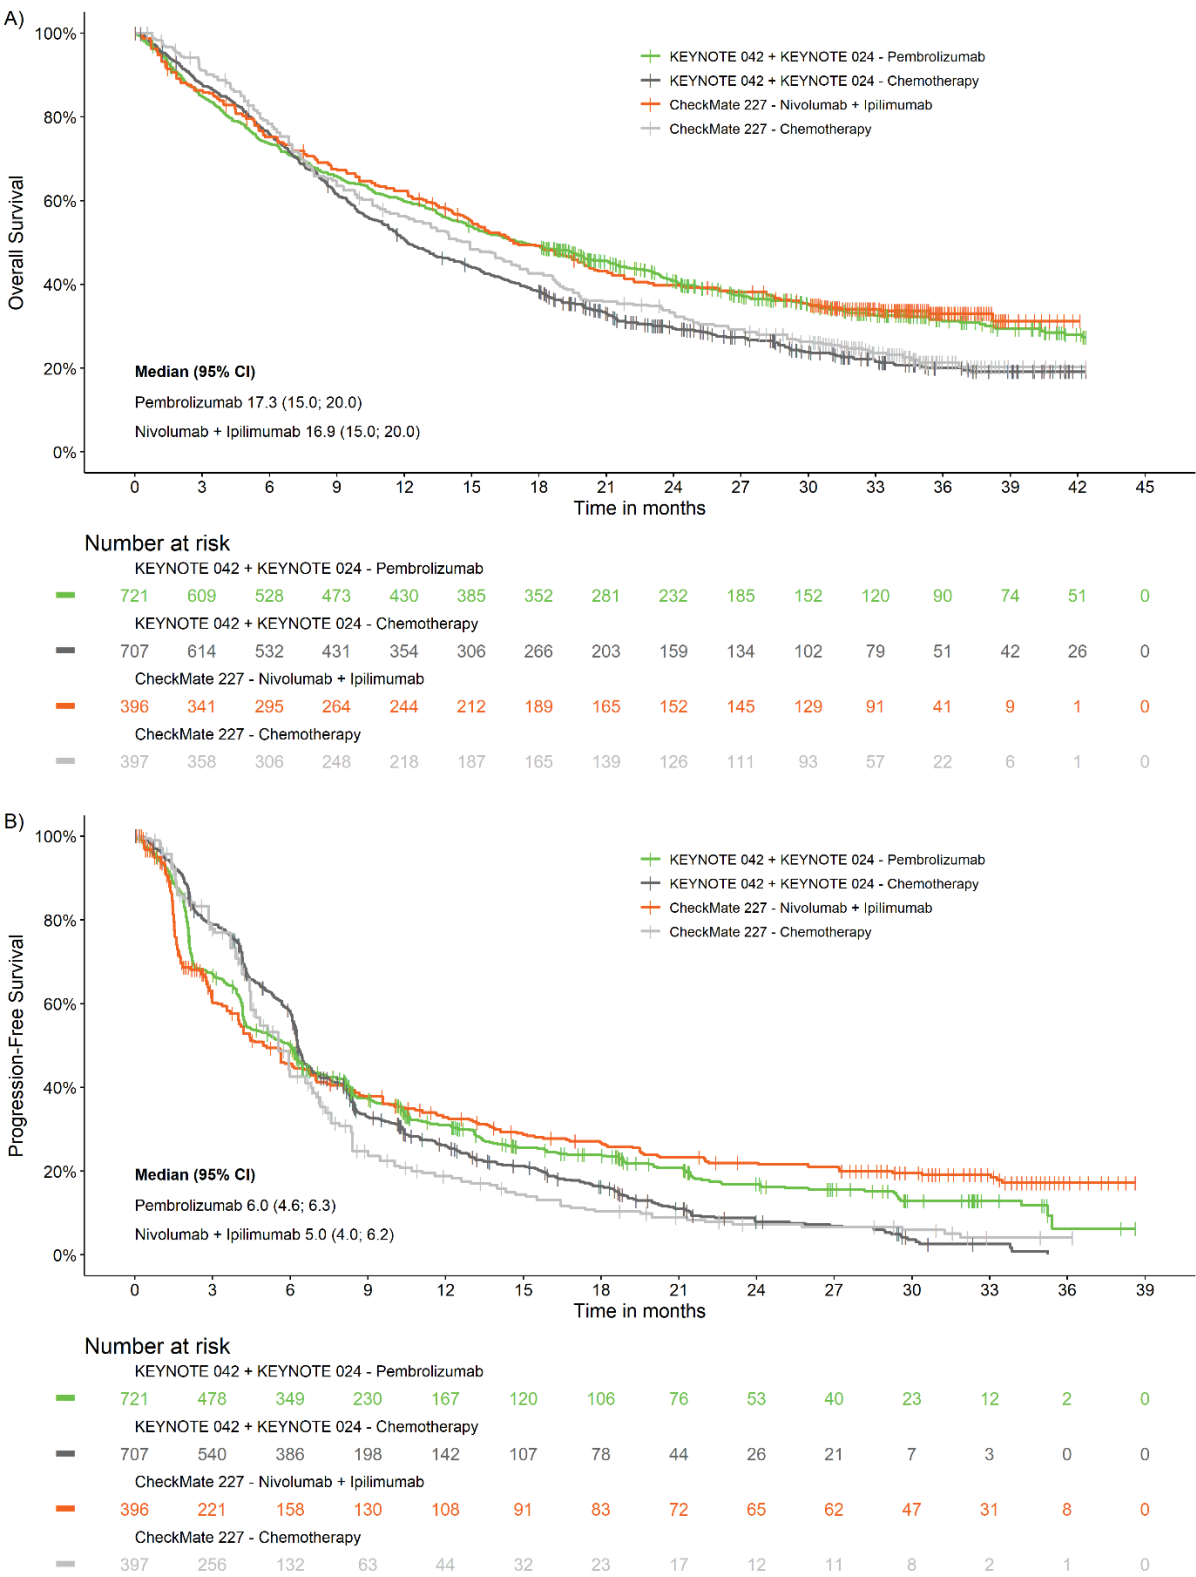 A)
100%
80%
60%
40%
20%
0%
Overall Survival
KEYNOTE 042 + KEYNOTE 024 - Pembrolizumab
KEYNOTE 042 + KEYNOTE 024 - Chemotherapy
CheckMate 227 - Nivolumab + Ipilimumab
CheckMate 227 - Chemotherapy
Median (95% CI)
Pembrolizumab 17.3 (15.0; 20.0)
Nivolumab + Ipilimumab 16.9 (15.0; 20.0)
0 3 6 9 12 15 18 21 24 27 30 33 36 39 42 45
Time in months
Number at risk
KEYNOTE 042 + KEYNOTE 024 - Pembrolizumab
721 609 528 473 430 385 352 281 232 185 152 120 90 74 51 0
KEYNOTE 042 + KEYNOTE 024 - Chemotherapy
707 614 532 431 354 306 266 203 159 134 102 79 51 42 26 0
CheckMate 227 - Nivolumab + Ipilimumab
396 341 295 264 244 212 189 165 152 145 129 91 41 9 1 0
CheckMate 227 - Chemotherapy
397 358 306 248 218 187 165 139 126 111 93 57 22 6 1 0
B)
100%
80%
60%
40%
20%
0%
Progression-Free Survival
KEYNOTE 042 + KEYNOTE 024 - Pembrolizumab
KEYNOTE 042 + KEYNOTE 024 - Chemotherapy
CheckMate 227 - Nivolumab + Ipilimumab
CheckMate 227 - Chemotherapy
Median (95% CI)
Pembrolizumab 6.0 (4.6; 6.3)
Nivolumab + Ipilimumab 5.0 (4.0; 6.2)
0 3 6 9 12 15 18 21 24 27 30 33 36 39
Time in months
Number at risk
KEYNOTE 042 + KEYNOTE 024 - Pembrolizumab
721 478 349 230 167 120 106 76 53 40 23 12 2 0
KEYNOTE 042 + KEYNOTE 024 - Chemotherapy
707 540 386 198 142 107 78 44 26 21 7 3 0 0
CheckMate 227 - Nivolumab + Ipilimumab
396 221 158 130 108 91 83 72 65 62 47 31 8 0
CheckMate 227 - Chemotherapy
397 256 132 63 44 32 23 17 12 11 8 2 1 0